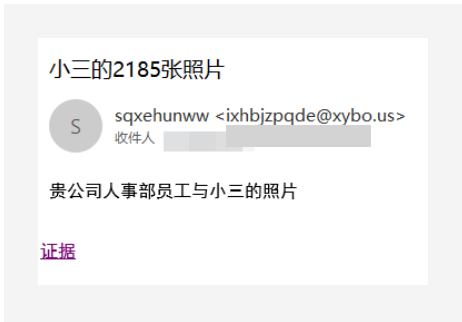 小三的2185张照片
S
sqxehunww <ixhbjzpqde@xybo.us>
收件人
贵公司人事部员工与小三的照片
证据